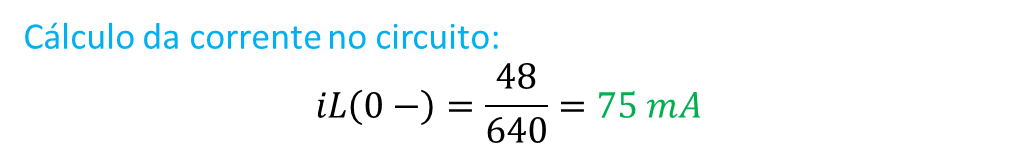 Cálculo da corrente no circuito:
iL(0 −) = 48/640 = 75 mA